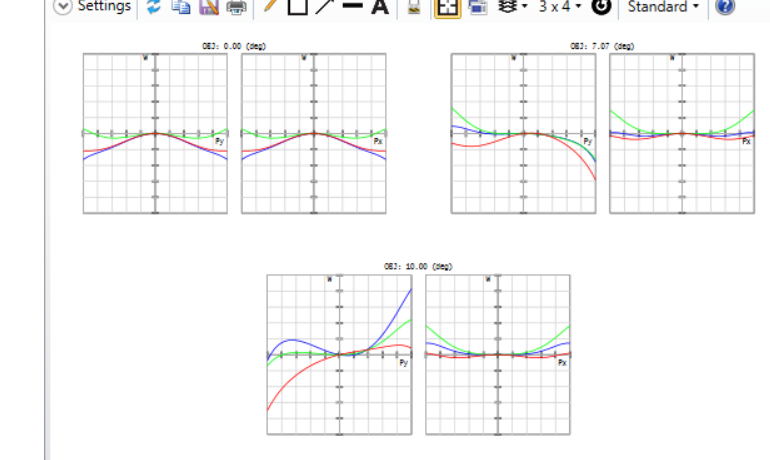 Settings A 3 x 4 Standard ?
OBJ: 0.00 (deg) OBJ: 7.07 (deg)
W W W W
Py Px Py Px
OBJ: 10.00 (deg)
W W
Py Px